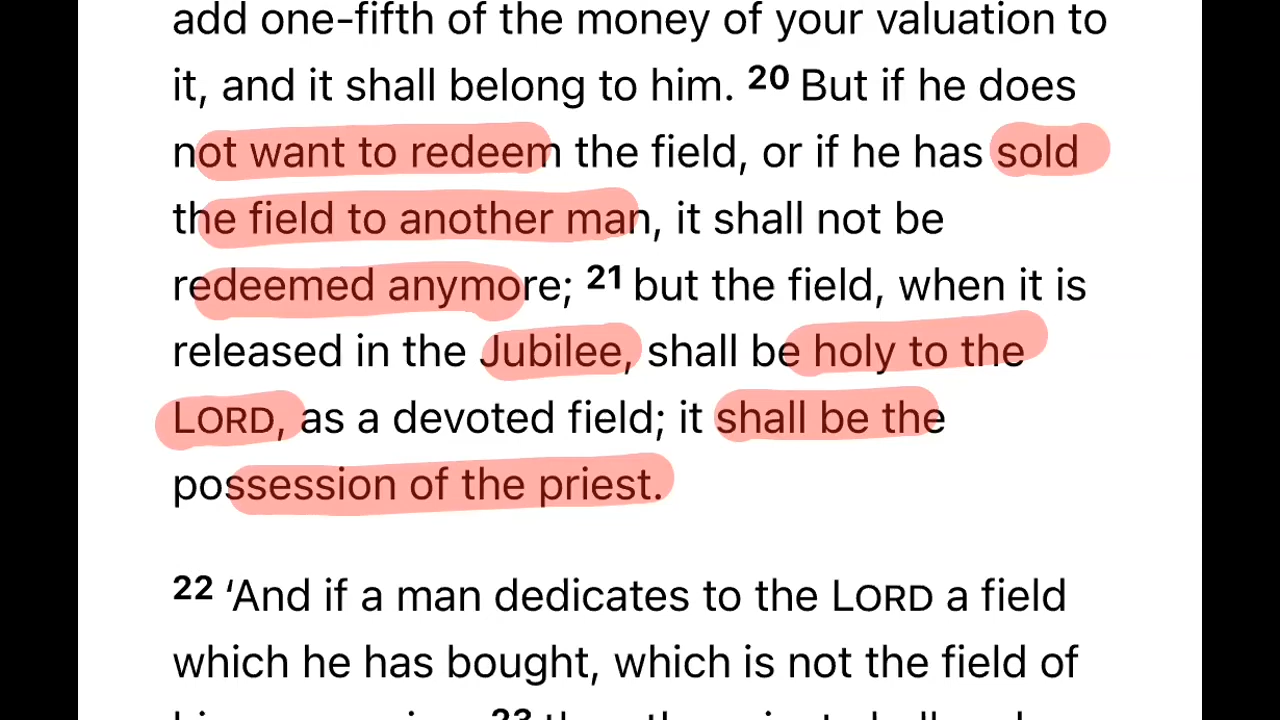 add one-fifth of the money of your valuation to
it, and it shall belong to him. 20 But if he does
not want to redeem the field, or if he has sold
the field to another man, it shall not be
redeemed anymore; 21 but the field, when it is
released in the Jubilee, shall be holy to the
LORD, as a devoted field; it shall be the
possession of the priest.
22 ‘And if a man dedicates to the LORD a field
which he has bought, which is not the field of
23